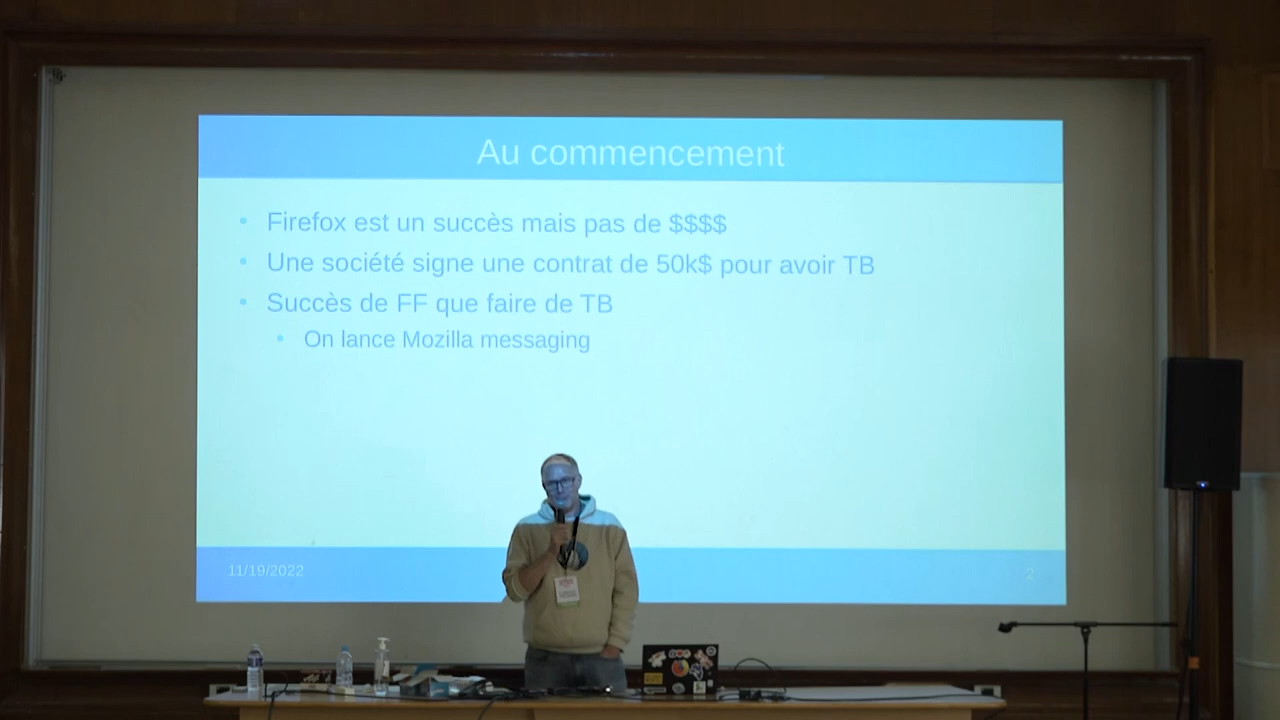 Au commencement
Firefox est un succès mais pas de $$$$
Une société signe une contrat de 50k$ pour avoir TB
Succès de FF que faire de TB
On lance Mozilla messaging
11/19/2022
2